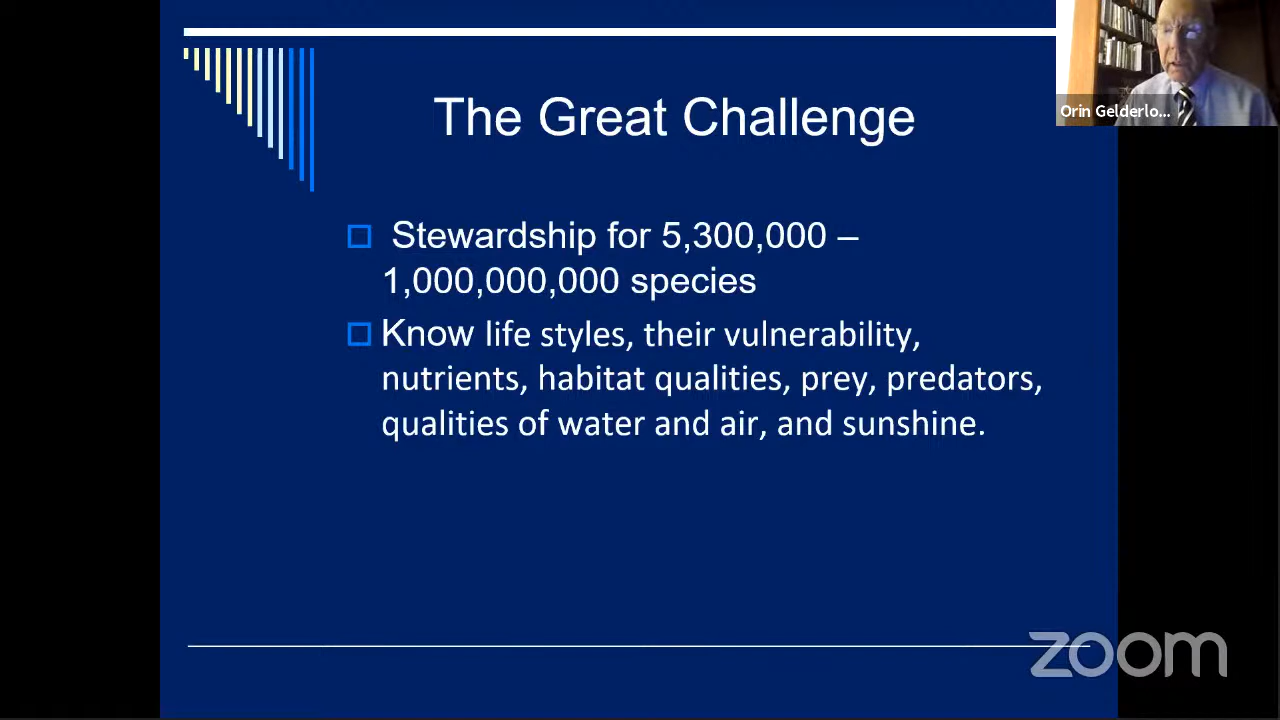 The Great Challenge
Orin Gelderlo...
Stewardship for 5,300,000 –
1,000,000,000 species
Know life styles, their vulnerability,
nutrients, habitat qualities, prey, predators,
qualities of water and air, and sunshine.
zoom